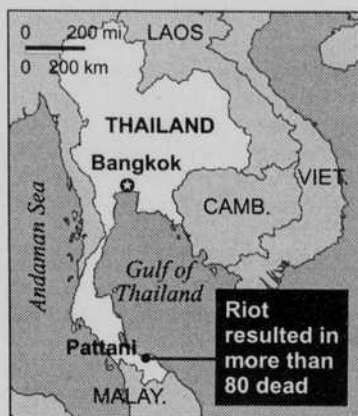 0 200 mi
0 200 km
LAOS
THAILAND
Bangkok
VIET.
CAMB.
Andaman Sea
Gulf of
Thailand
Pattani
MALAY.
Riot
resulted in
more than
80 dead